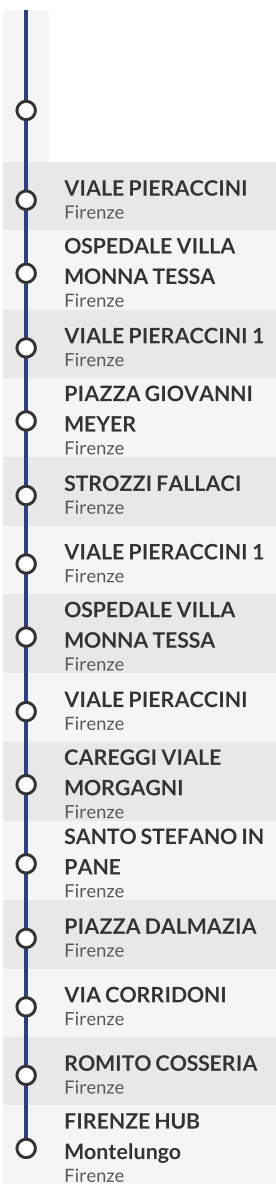 VIALE PIERACCINI
Firenze
OSPEDALE VILLA
MONNA TESSA
Firenze
VIALE PIERACCINI 1
Firenze
PIAZZA GIOVANNI
MEYER
Firenze
STROZZI FALLACI
Firenze
VIALE PIERACCINI 1
Firenze
OSPEDALE VILLA
MONNA TESSA
Firenze
VIALE PIERACCINI
Firenze
CAREGGI VIALE
MORGAGNI
Firenze
SANTO STEFANO IN
PANE
Firenze
PIAZZA DALMAZIA
Firenze
VIA CORRIDONI
Firenze
ROMITO COSSERIA
Firenze
FIRENZE HUB
Montelungo
Firenze